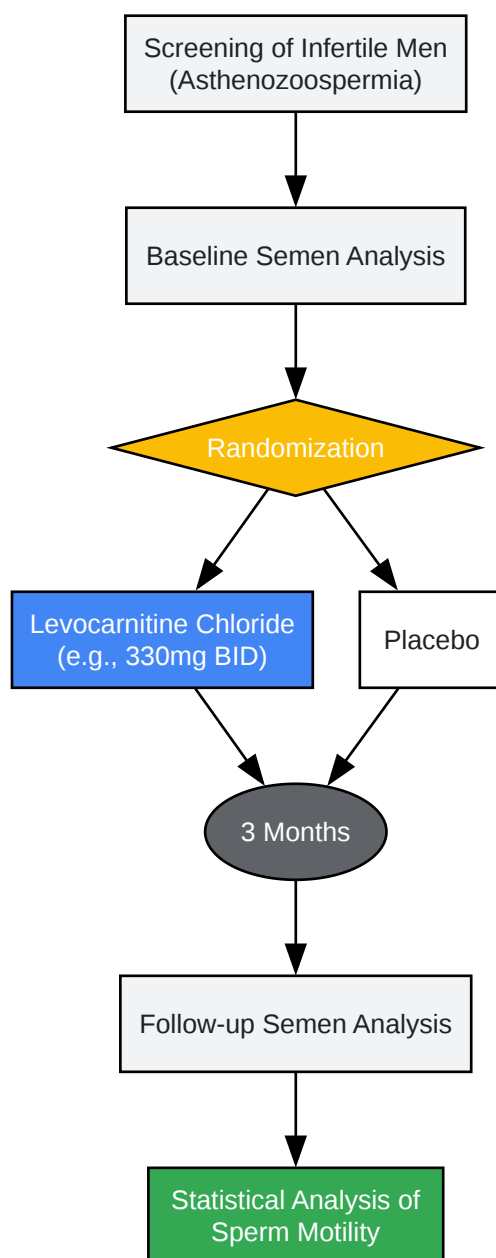 Screening of Infertile Men
(Asthenozoospermia)
Baseline Semen Analysis
Randomization
Levocarnitine Chloride
(e.g., 330mg BID)
Placebo
3 Months
Follow-up Semen Analysis
Statistical Analysis of
Sperm Motility